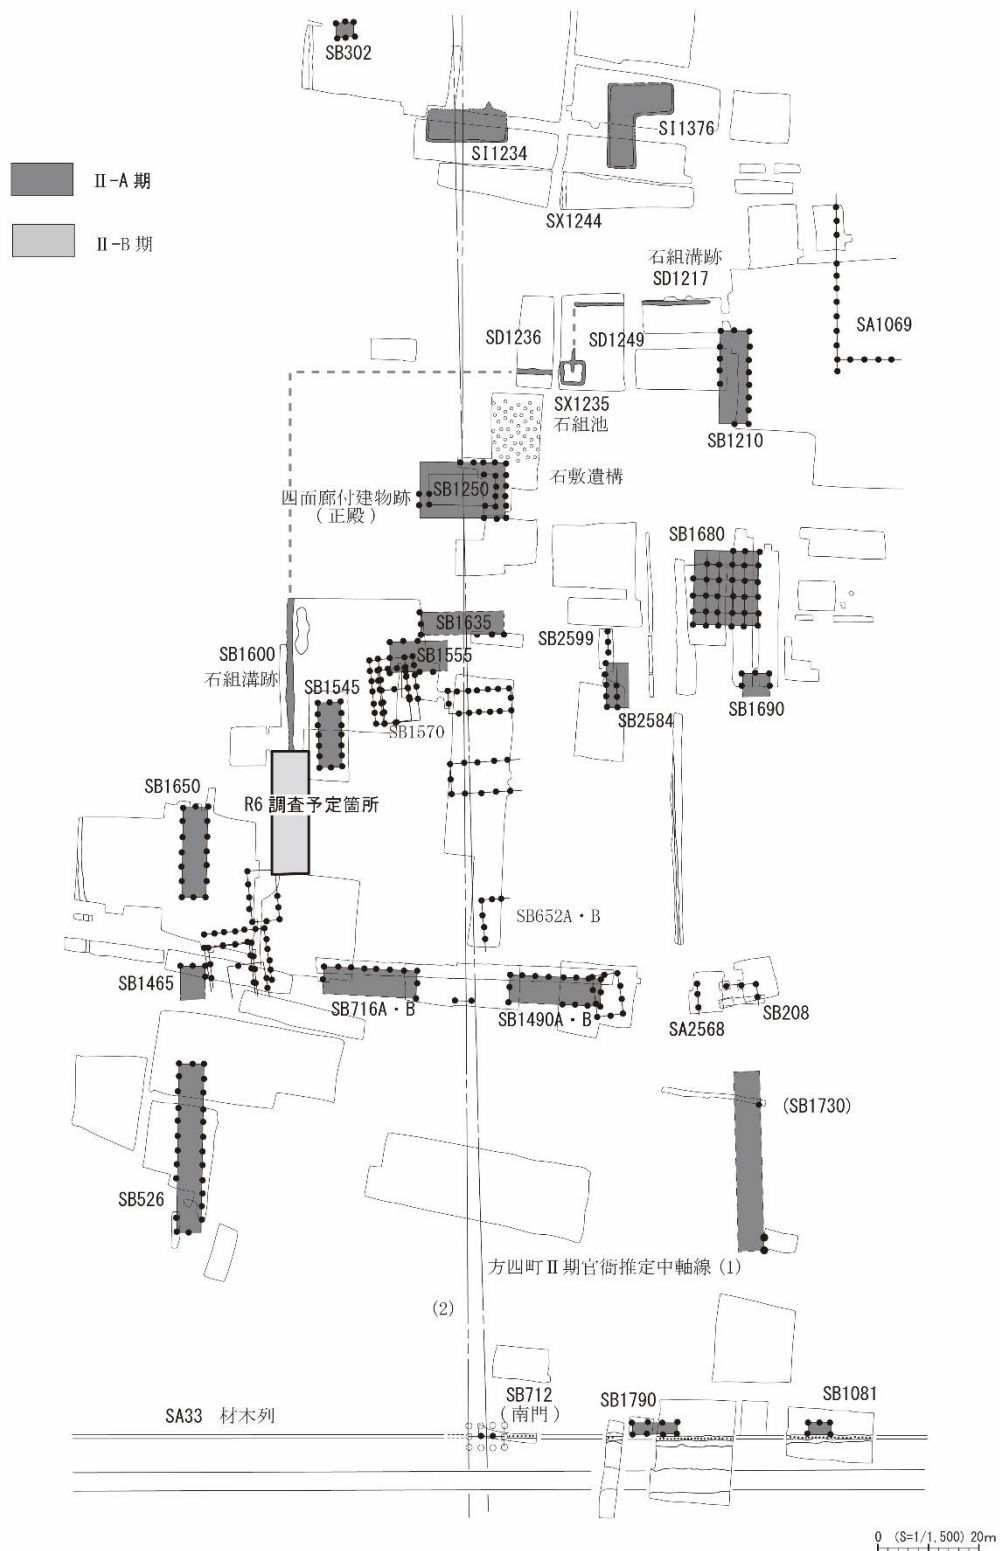 SB302
SI1376
SI1234
Ⅱ-A 期
SX1244
Ⅱ-B 期
石組溝跡
SD1217
SA1069
SD1236
SD1249
SX1235
石組池
SB1210
石敷遺構
SB1250
四面廊付建物跡
(正殿)
SB1680
SB1635
SB2599
SB1600
石組溝跡
SB1555
SB1545
SB1690
SB2584
SB1570
SB1650
R6 調査予定箇所
SB652A・B
SB1465
SB716A・B
SB1490A・B
SA2568
SB208
(SB1730)
SB526
方四町Ⅱ期官衙推定中軸線(1)
(2)
SB712
(南門)
SB1790
SB1081
SA33 材木列
0 (S=1/1,500) 20m